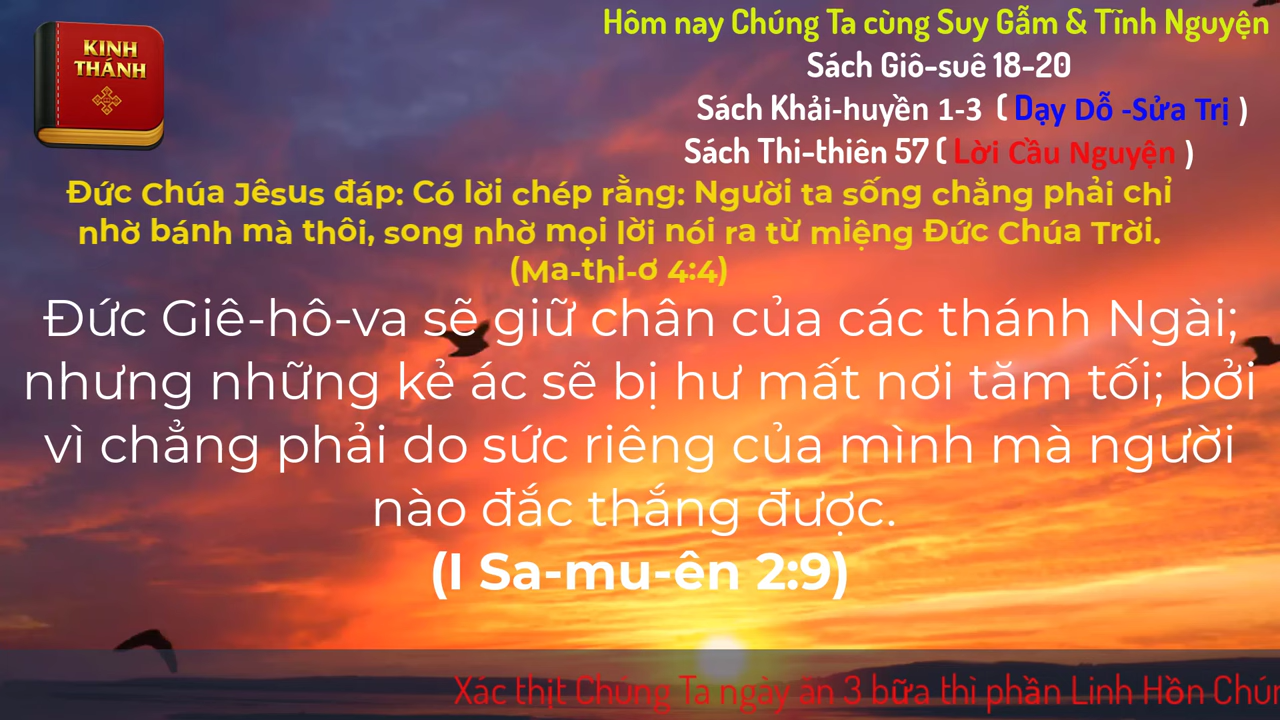 KINH
THÁNH
Hôm nay Chúng Ta cùng Suy Gẫm & Tĩnh Nguyện
Sách Giô-suê 18-20
Sách Khải-huyền 1-3 ( Dạy Dỗ -Sửa Trị )
Sách Thi-thiên 57 ( Lời Cầu Nguyện )
Đức Chúa Jêsus đáp: Có lời chép rằng: Người ta sống chẳng phải chỉ
nhờ bánh mà thôi, song nhờ mọi lời nói ra từ miệng Đức Chúa Trời.
(Ma-thi-ơ 4:4)
Đức Giê-hô-va sẽ giữ chân của các thánh Ngài;
nhưng những kẻ ác sẽ bị hư mất nơi tăm tối; bởi
vì chẳng phải do sức riêng của mình mà người
nào đắc thắng được.
(I Sa-mu-ên 2:9)
Xác thịt Chúng Ta ngày ăn 3 bữa thì phần Linh Hồn